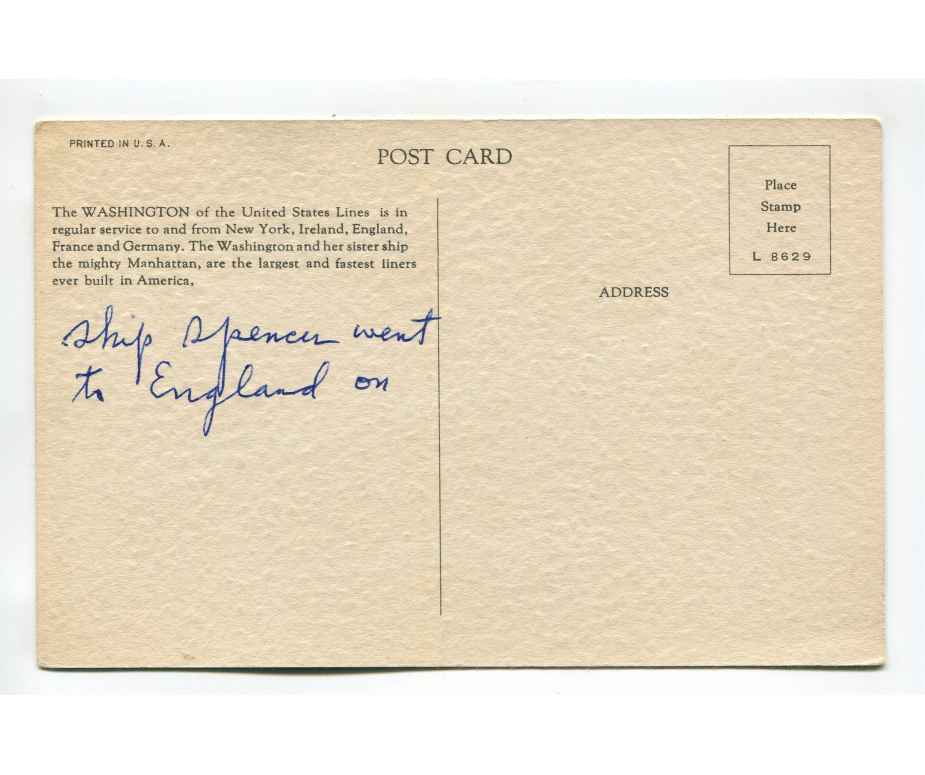 PRINTED IN U. S. A.
POST CARD
Place
Stamp
Here
L 8629
The WASHINGTON of the United States Lines is in
regular service to and from New York, Ireland, England,
France and Germany. The Washington and her sister ship
the mighty Manhattan, are the largest and fastest liners
ever built in America,
ADDRESS
ship Spencer went
to England on